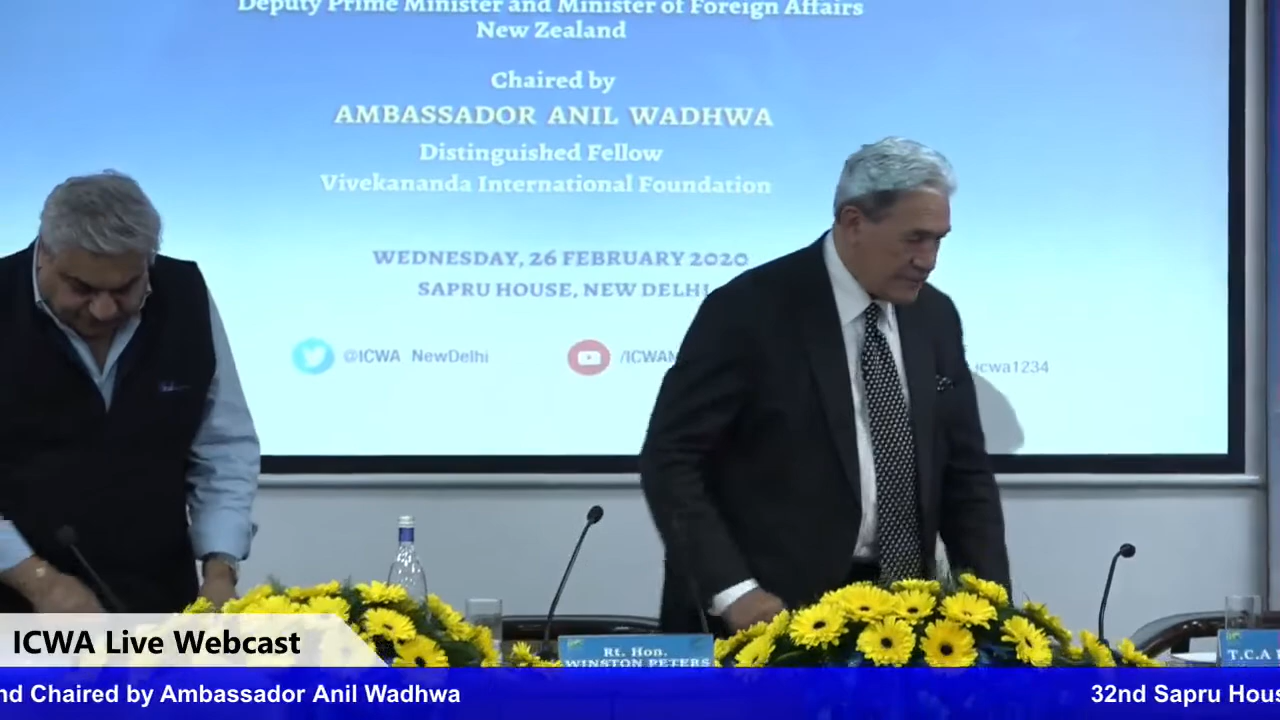 Deputy Prime Minister and Minister of Foreign Affairs
New Zealand
Chaired by
AMBASSADOR ANIL WADHWA
Distinguished Fellow
Vivekananda International Foundation
WEDNESDAY, 26 FEBRUARY 2020
SAPRU HOUSE, NEW DELHI
@ICWA_NewDelhi
/ICWA
icwa1234
Rt. Hon.
WINSTON PETERS
T.C.A
ICWA Live Webcast
nd Chaired by Ambassador Anil Wadhwa
32nd Sapru Hous